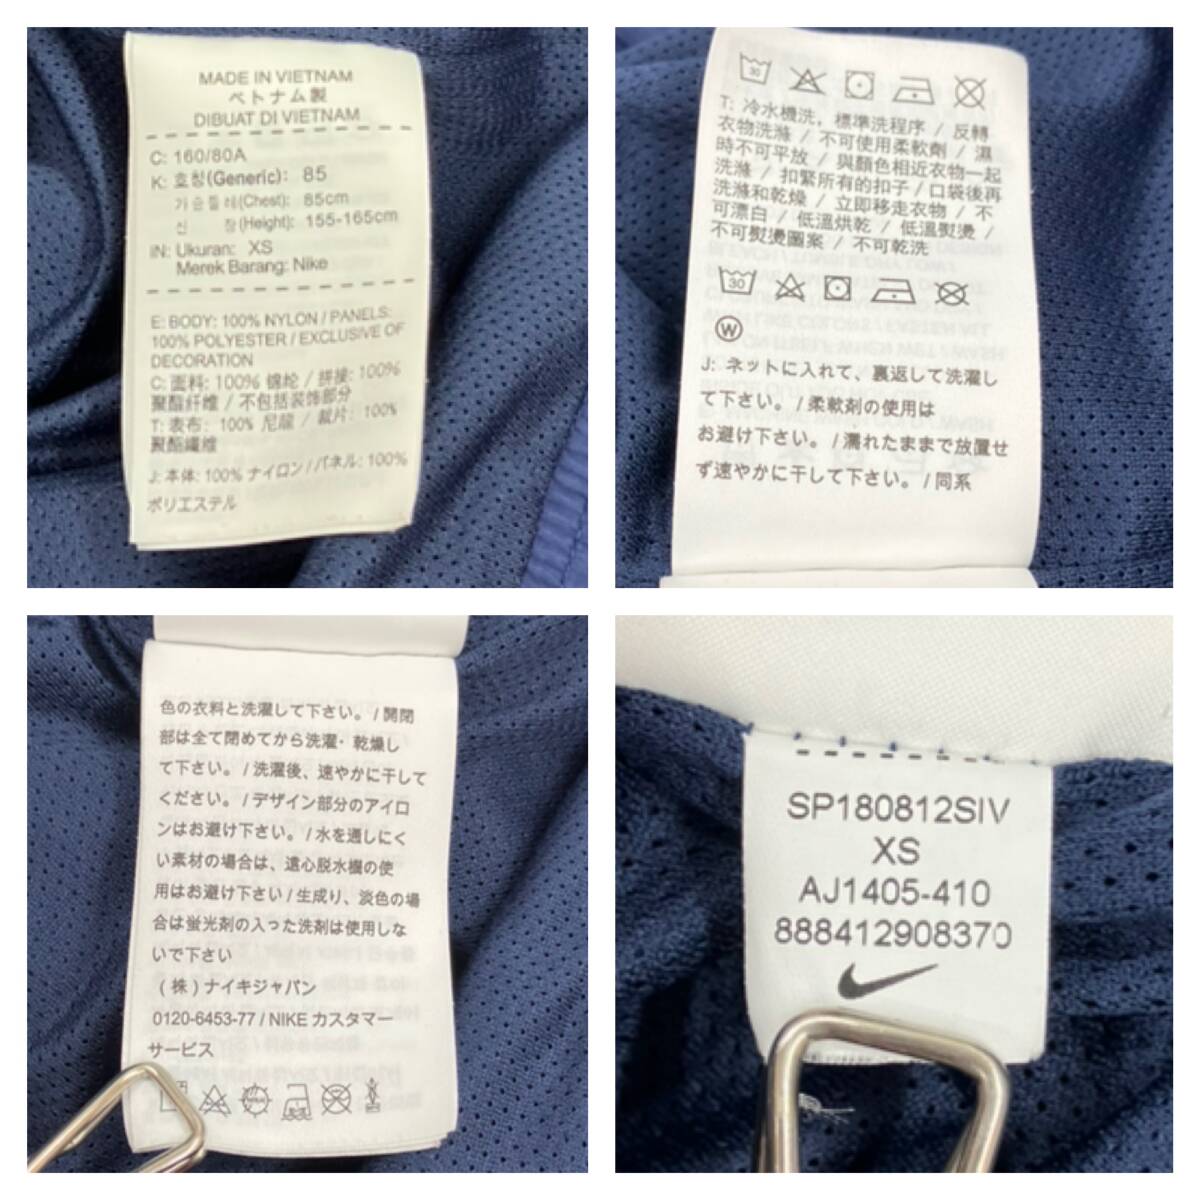 MADE IN VIETNAM
ベトナム製
DIBUAT DI VIETNAM
C: 160/80A
K: 호칭(Generic): 85
가슴둘레(Chest): 85cm
신 장(Height): 155-165cm
IN: Ukuran: XS
Merek Barang: Nike
E: BODY: 100% NYLON / PANELS:
100% POLYESTER / EXCLUSIVE OF
DECORATION
C: 面料: 100% 锦纶 / 拼接: 100%
聚酯纤维 / 不包括装饰部分
T: 表布: 100% 尼龍 / 裁片: 100%
聚酯纖維
J: 本体: 100% ナイロン / パネル: 100%
ポリエステル
30
T: 冷水機洗，標準洗程序 / 反轉
衣物洗滌 / 不可使用柔軟劑 / 濕
時不可平放 / 與顏色相近衣物一起
洗滌 / 扣緊所有的扣子 / 口袋後再
洗滌和乾燥 / 立即移走衣物 / 不
可漂白 / 低溫烘乾 / 低溫熨燙 /
不可熨燙圖案 / 不可乾洗
30
W
J: ネットに入れて、裏返して洗濯し
て下さい。/ 柔軟剤の使用は
お避け下さい。/ 濡れたままで放置せ
ず速やかに干して下さい。/ 同系
色の衣料と洗濯して下さい。/ 開閉
部は全て閉めてから洗濯・乾燥し
て下さい。/ 洗濯後、速やかに干して
ください。/ デザイン部分のアイロ
ンはお避け下さい。/ 水を通しにく
い素材の場合は、遠心脱水機の使
用はお避け下さい / 生成り、淡色の場
合は蛍光剤の入った洗剤は使用しな
いで下さい
(株) ナイキジャパン
0120-6453-77 / NIKE カスタマー
サービス
SP180812SIV
XS
AJ1405-410
888412908370